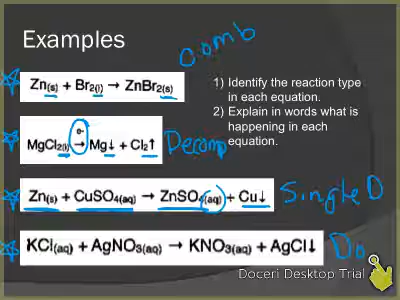 Examples
comb
Zn(s) + Br2(l) → ZnBr2(s)
1) Identify the reaction type
in each equation.
2) Explain in words what is
happening in each
equation.
e-
MgCl2(l) → Mg↓ + Cl2↑
Decomp
Zn(s) + CuSO4(aq) → ZnSO4(aq) + Cu↓
Single D
KCl(aq) + AgNO3(aq) → KNO3(aq) + AgCl↓
Do
Doceri Desktop Trial